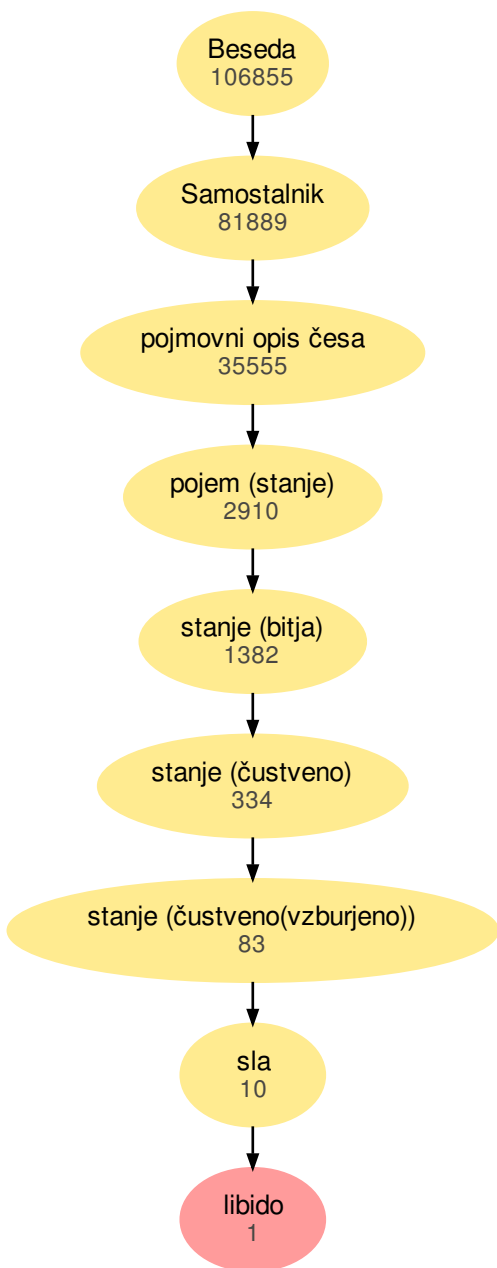 Beseda
106855
Samostalnik
81889
pojmovni opis česa
35555
pojem (stanje)
2910
stanje (bitja)
1382
stanje (čustveno)
334
stanje (čustveno(vzburjeno))
83
sla
10
libido
1